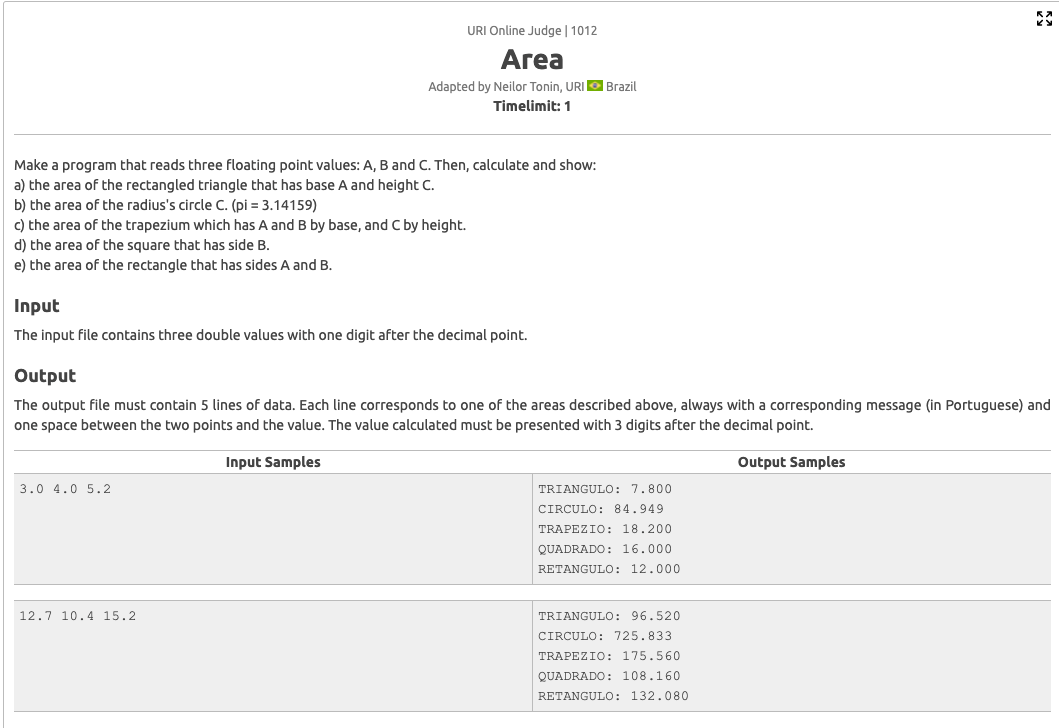 URI Online Judge | 1012
Area
Adapted by Neilor Tonin, URI Brazil
Timelimit: 1
Make a program that reads three floating point values: A, B and C. Then, calculate and show:
a) the area of the rectangled triangle that has base A and height C.
b) the area of the radius's circle C. (pi = 3.14159)
c) the area of the trapezium which has A and B by base, and C by height.
d) the area of the square that has side B.
e) the area of the rectangle that has sides A and B.
Input
The input file contains three double values with one digit after the decimal point.
Output
The output file must contain 5 lines of data. Each line corresponds to one of the areas described above, always with a corresponding message (in Portuguese) and
one space between the two points and the value. The value calculated must be presented with 3 digits after the decimal point.
Input Samples
Output Samples
3.0 4.0 5.2
TRIANGULO: 7.800
CIRCULO: 84.949
TRAPEZIO: 18.200
QUADRADO: 16.000
RETANGULO: 12.000
12.7 10.4 15.2
TRIANGULO: 96.520
CIRCULO: 725.833
TRAPEZIO: 175.560
QUADRADO: 108.160
RETANGULO: 132.080